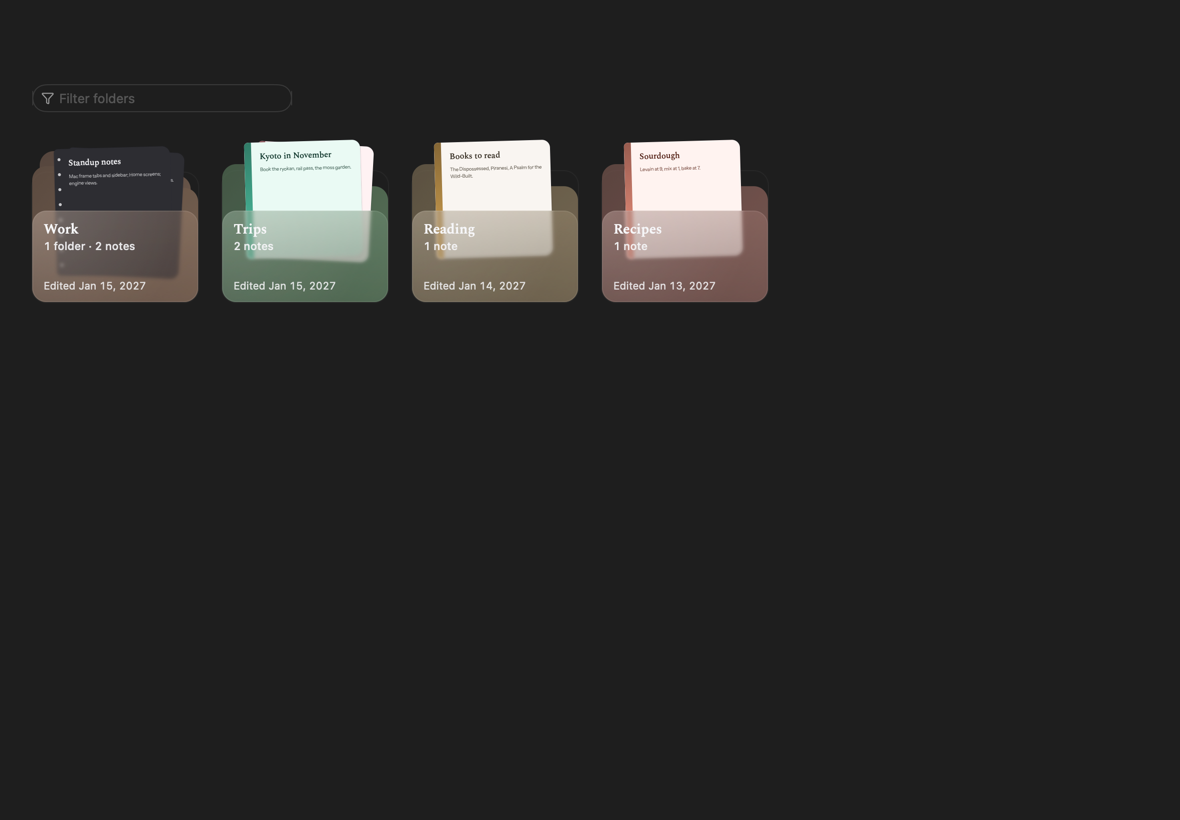 Filter folders
Standup notes
Mac frame talks and sidebar; Home screens;
engine views.
Work
1 folder · 2 notes
Edited Jan 15, 2027
Kyoto in November
Book the ryokan, rail pass, the moss garden.
Trips
2 notes
Edited Jan 15, 2027
Books to read
The Dispossessed, Piranesi, A Psalm for the
Wild-Built.
Reading
1 note
Edited Jan 14, 2027
Sourdough
Levain at 9, mix at 1, bake at 7.
Recipes
1 note
Edited Jan 13, 2027